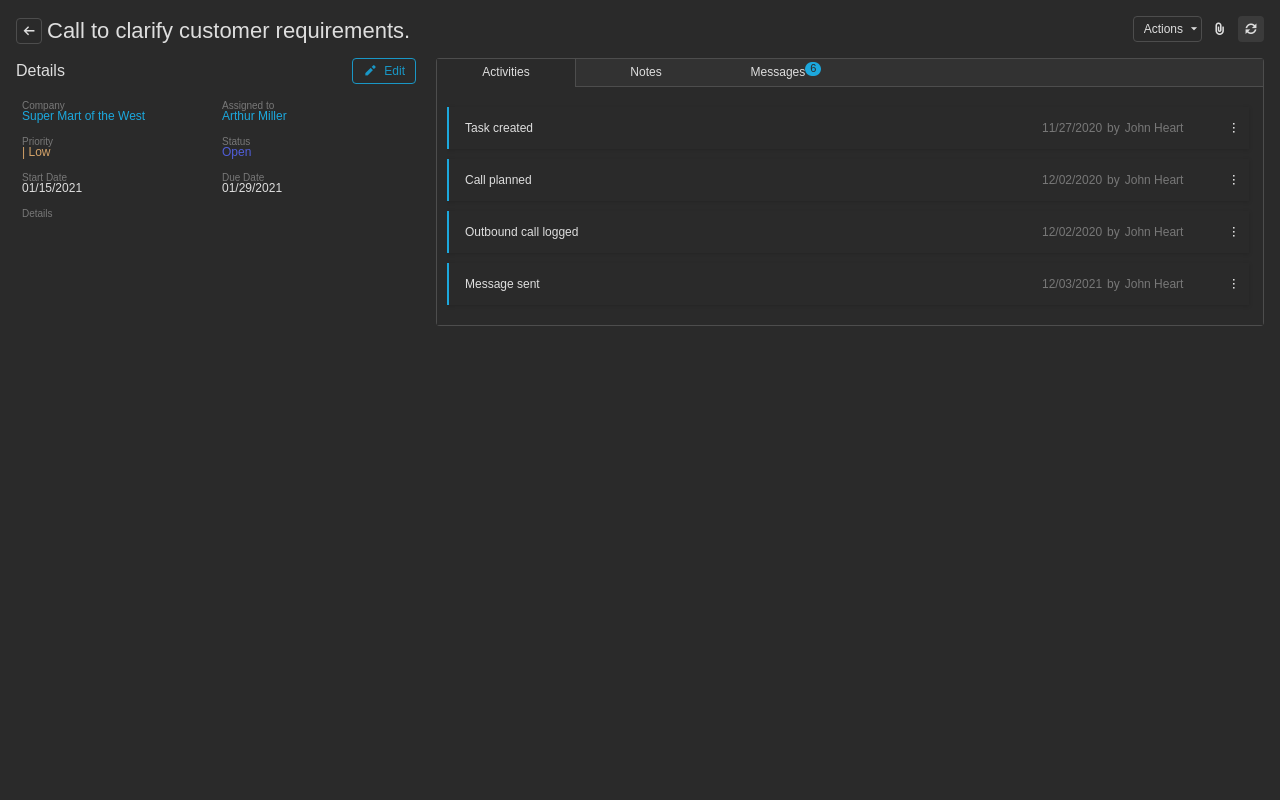 Call to clarify customer requirements.
Actions
Details
Edit
Company
Super Mart of the West
Assigned to
Arthur Miller
Priority
| Low
Status
Open
Start Date
01/15/2021
Due Date
01/29/2021
Details
Activities
Notes
Messages 6
Task created 11/27/2020 by John Heart
Call planned 12/02/2020 by John Heart
Outbound call logged 12/02/2020 by John Heart
Message sent 12/03/2021 by John Heart